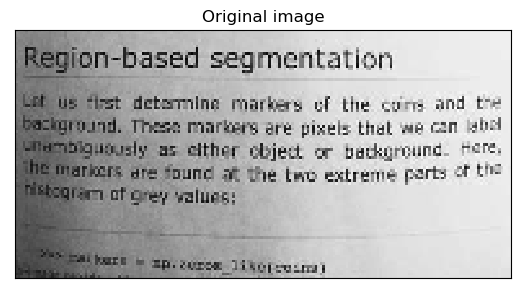 Original image
Region-based segmentation
Let us first determine markers of the coins and the
background. These markers are pixels that we can label
unambiguously as either object or background. Here,
the markers are found at the two extreme parts of the
histogram of grey values:
>>> markers = np.zeros_like(coins)